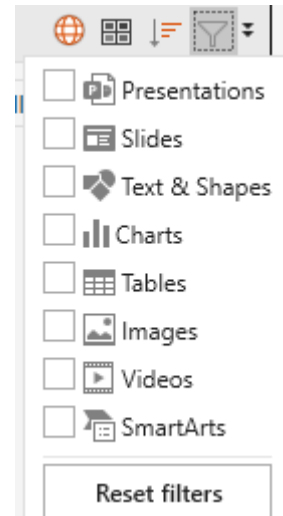 Presentations
Slides
Text & Shapes
Charts
Tables
Images
Videos
SmartArts
Reset filters